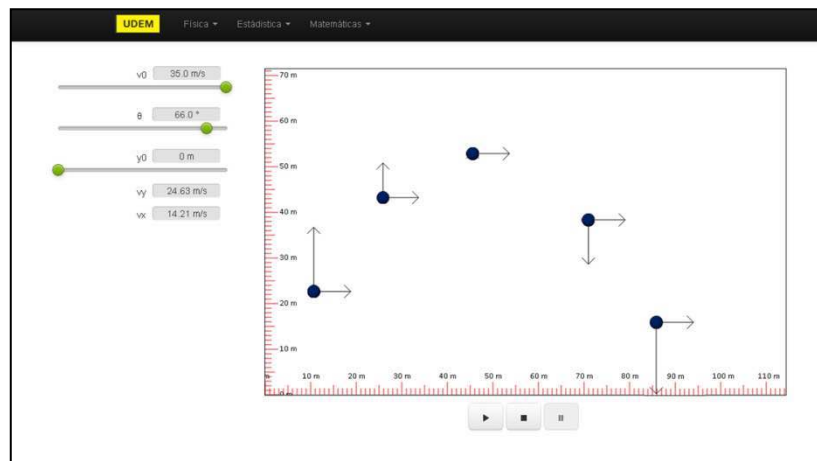 UDEM Física Estadística Matemáticas
v0 35.0 m/s
θ 66.0 °
y0 0 m
vy 24.63 m/s
vx 14.21 m/s
70 m
60 m
50 m
40 m
30 m
20 m
10 m
10 m 20 m 30 m 40 m 50 m 60 m 70 m 80 m 90 m 100 m 110 m